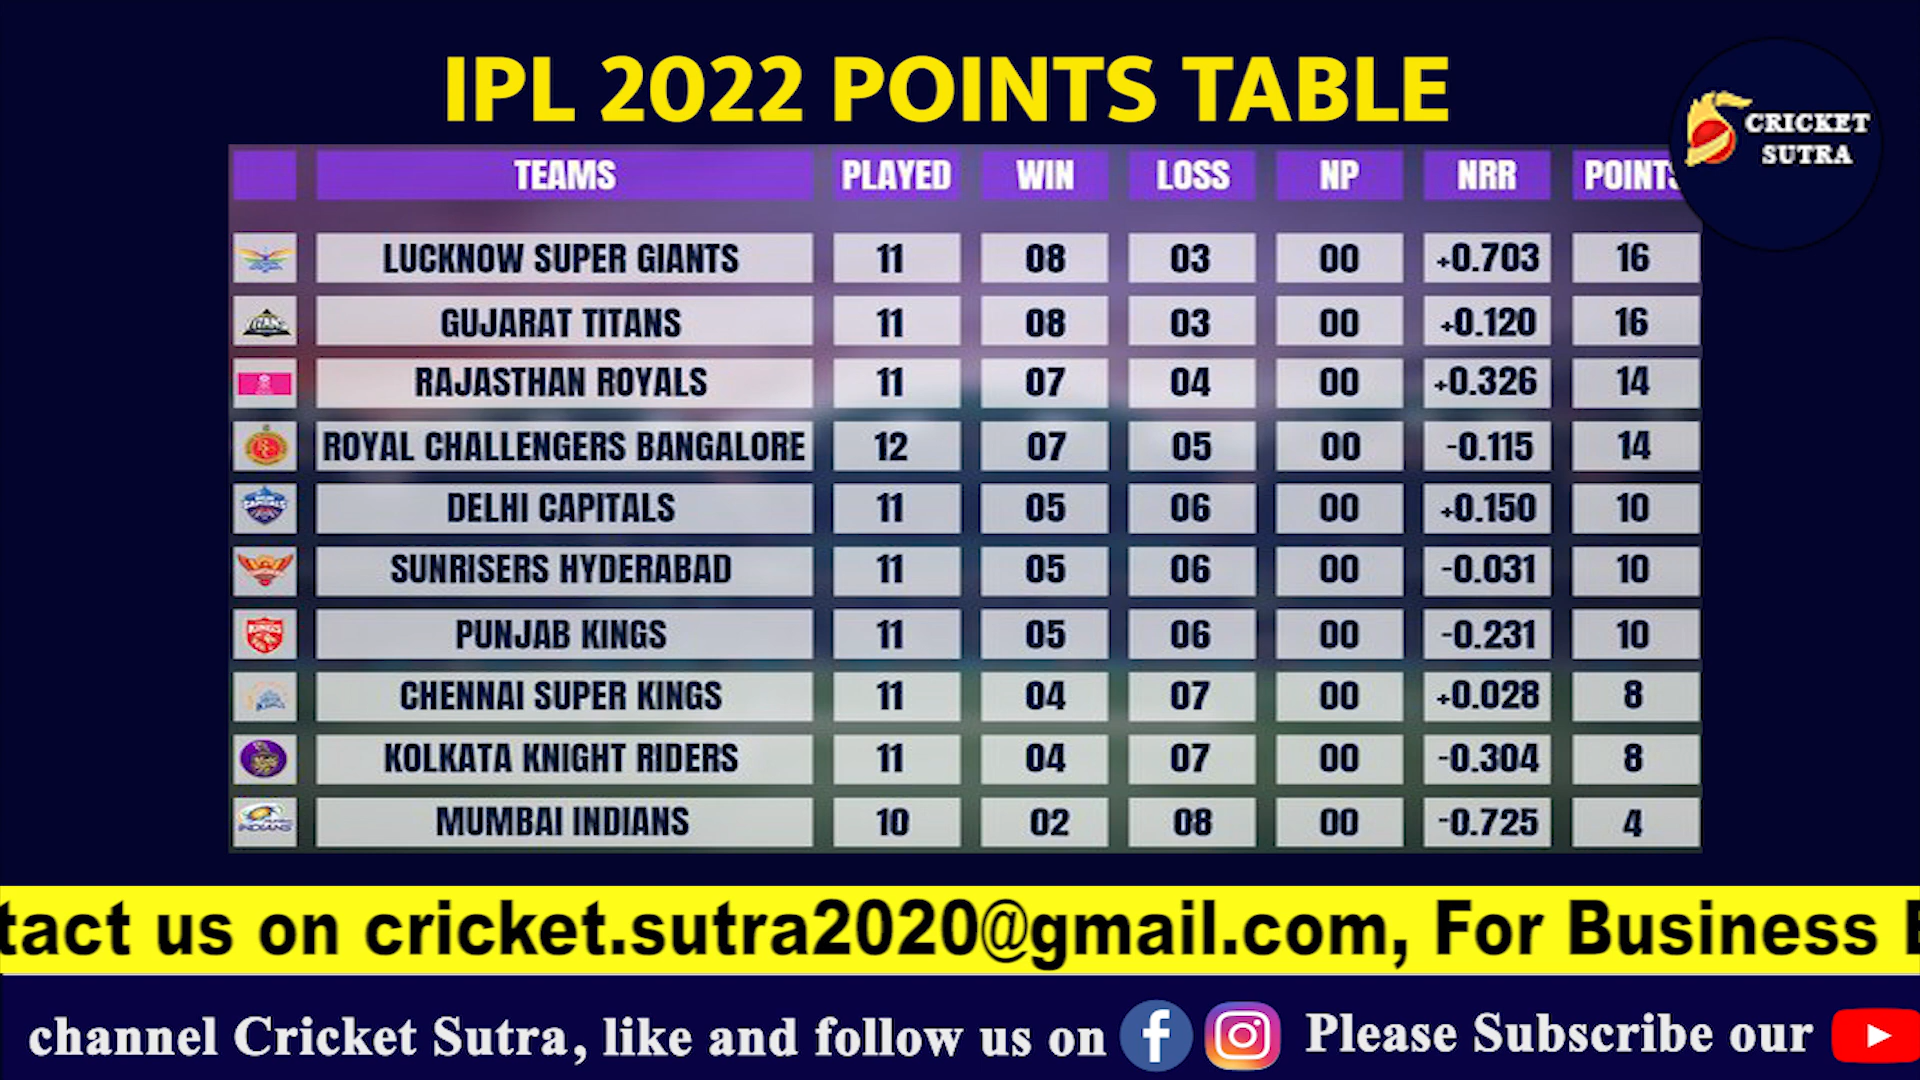 IPL 2022 POINTS TABLE
CRICKET
SUTRA
TEAMS PLAYED WIN LOSS NP NRR POINTS
LUCKNOW SUPER GIANTS 11 08 03 00 +0.703 16
GUJARAT TITANS 11 08 03 00 +0.120 16
RAJASTHAN ROYALS 11 07 04 00 +0.326 14
ROYAL CHALLENGERS BANGALORE 12 07 05 00 -0.115 14
DELHI CAPITALS 11 05 06 00 +0.150 10
SUNRISERS HYDERABAD 11 05 06 00 -0.031 10
PUNJAB KINGS 11 05 06 00 -0.231 10
CHENNAI SUPER KINGS 11 04 07 00 +0.028 8
KOLKATA KNIGHT RIDERS 11 04 07 00 -0.304 8
MUMBAI INDIANS 10 02 08 00 -0.725 4
tact us on cricket.sutra2020@gmail.com, For Business
channel Cricket Sutra, like and follow us on Please Subscribe our